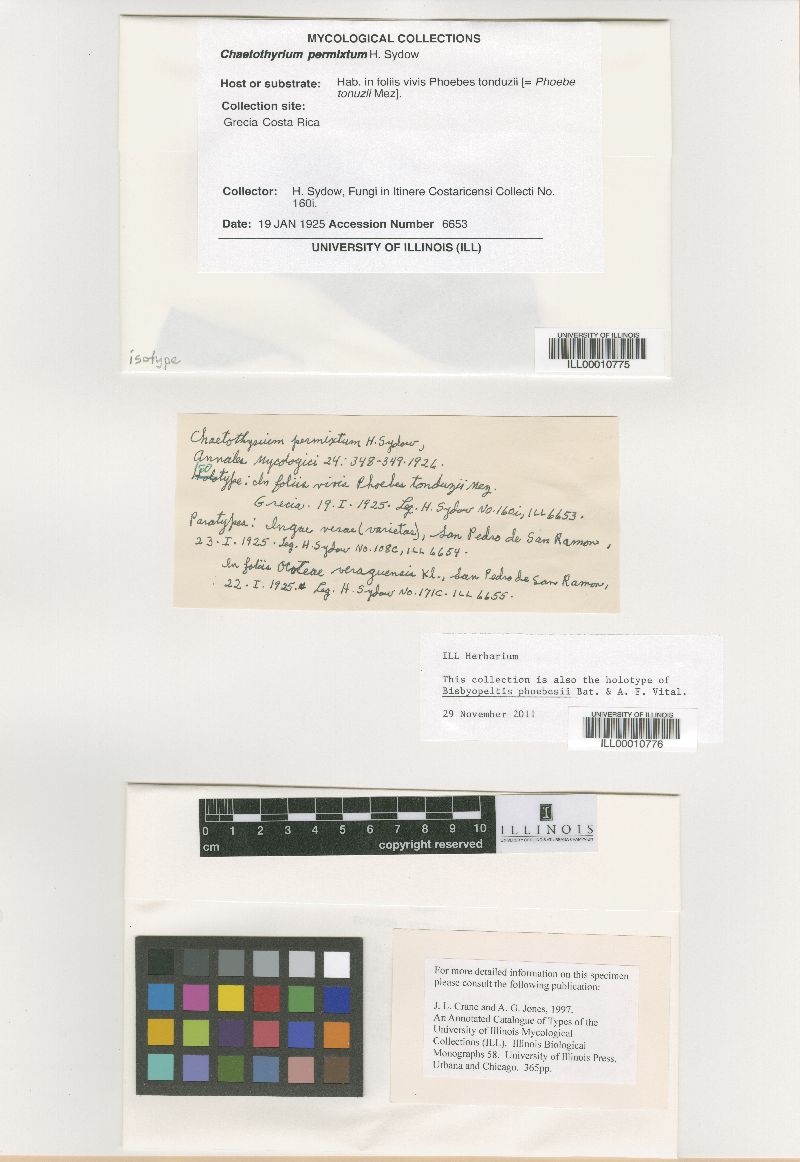 MYCOLOGICAL COLLECTIONS
Chaetothyrium permixtum H. Sydow
Host or substrate: Hab. in foliis vivis Phoebes tonduzii [= Phoebe
tonuzii Mez].
Collection site:
Grecia Costa Rica
Collector: H. Sydow, Fungi in Itinere Costaricensi Collecti No.
160i.
Date: 19 JAN 1925 Accession Number 6653
UNIVERSITY OF ILLINOIS (ILL)
isotype
UNIVERSITY OF ILLINOIS
ILL00010775
Chaetothyrium permixtum H. Sydow,
Annales Mycologici 24: 348-349. 1926.
Isotype: In foliis vivis Phoebes tonduzii Mez.
Grecia. 19. I. 1925. Leg. H. Sydow No. 160i, ILL 6653.
Paratypes: Ingae verae (varietas), San Pedro de San Ramon,
23. I. 1925. Leg. H. Sydow No. 108c, ILL 6654.
In foliis Ocoteae veraguensis Kl., San Pedro de San Ramon,
22. I. 1925. Leg. H. Sydow No. 171c. ILL 6655.
ILL Herbarium
This collection is also the holotype of
Bisbyopeltis phoebesii Bat. & A. F. Vital.
29 November 2011
UNIVERSITY OF ILLINOIS
ILL00010776
0 1 2 3 4 5 6 7 8 9 10
cm copyright reserved
I
ILLINOIS
UNIVERSITY OF ILLINOIS AT URBANA-CHAMPAIGN
For more detailed information on this specimen
please consult the following publication:
J. L. Crane and A. G. Jones, 1997.
An Annotated Catalogue of Types of the
University of Illinois Mycological
Collections (ILL). Illinois Biological
Monographs 58. University of Illinois Press,
Urbana and Chicago. 365pp.